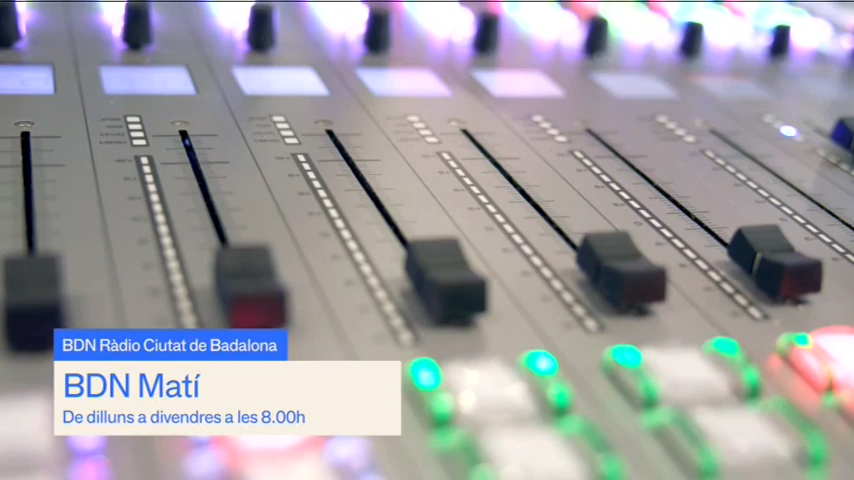 BDN Ràdio Ciutat de Badalona
BDN Matí
De dilluns a divendres a les 8.00h